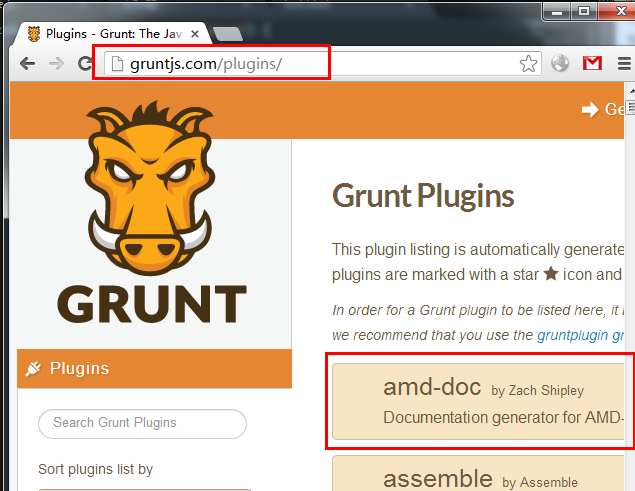 Plugins - Grunt: The Jav
gruntjs.com/plugins/
Ge
GRUNT
Grunt Plugins
This plugin listing is automatically generate
plugins are marked with a star ★ icon and
In order for a Grunt plugin to be listed here, it
we recommend that you use the gruntplugin gr
Plugins
Search Grunt Plugins
Sort plugins list by
amd-doc by Zach Shipley
Documentation generator for AMD-
assemble by Assemble